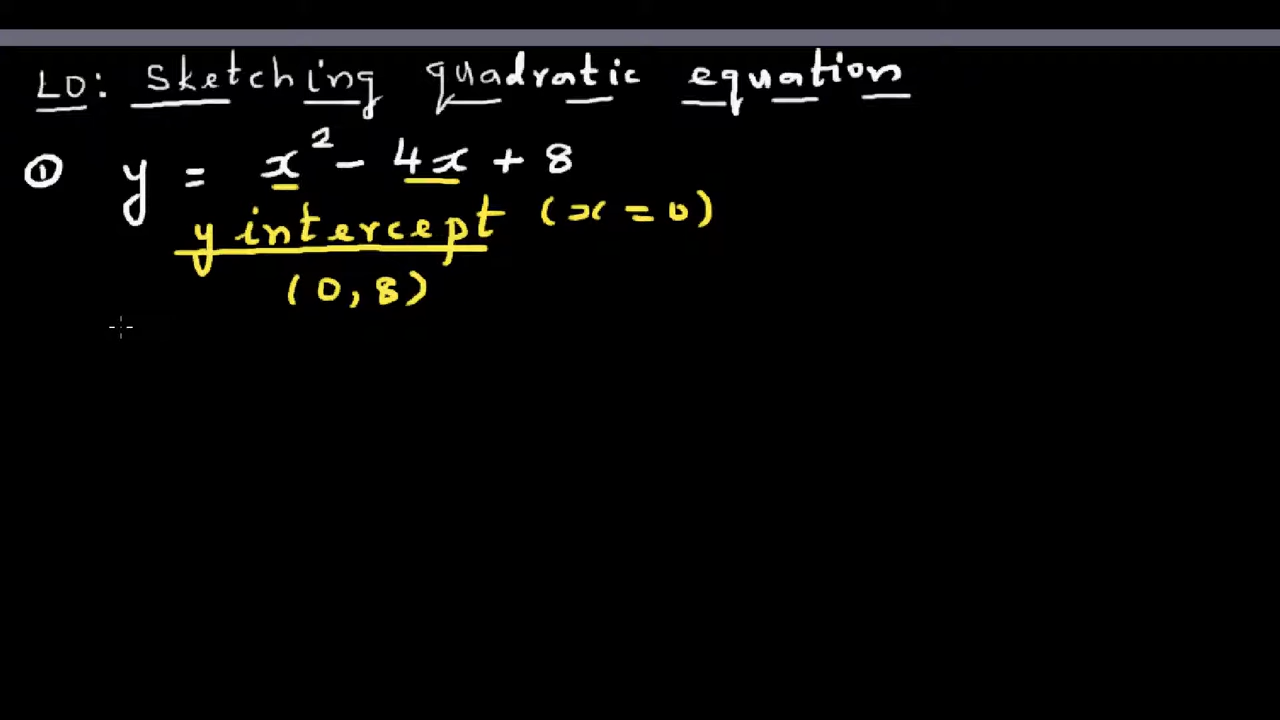 LO: Sketching quadratic equation
① y = x² - 4x + 8
y intercept (x = 0)
(0, 8)